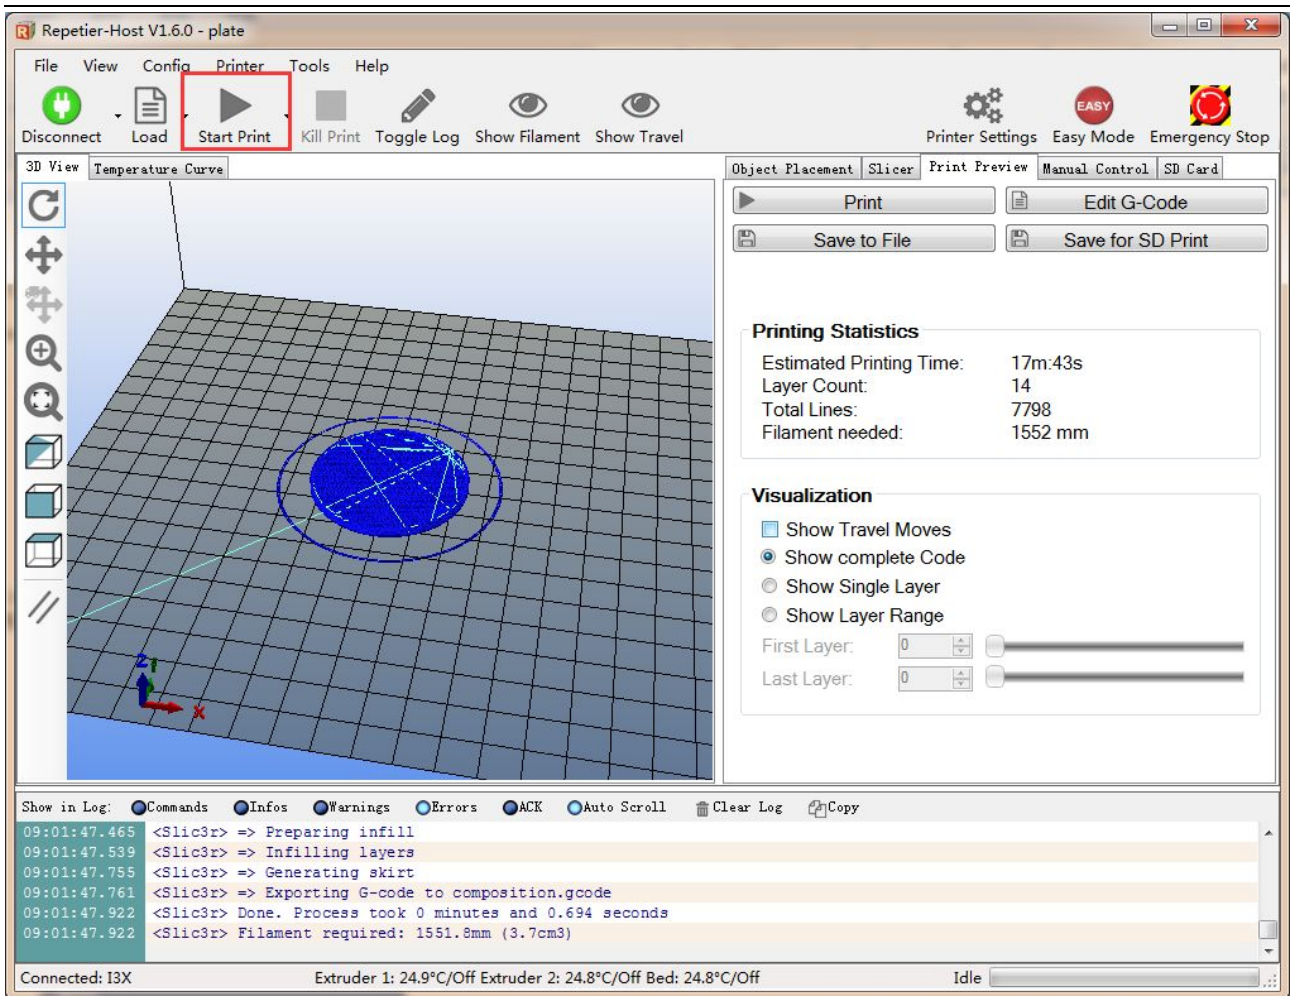 Repetier-Host V1.6.0 - plate
File View Config Printer Tools Help
Disconnect Load Start Print Kill Print Toggle Log Show Filament Show Travel Printer Settings EASY Easy Mode Emergency Stop
3D View Temperature Curve
Object Placement Slicer Print Preview Manual Control SD Card
Print Edit G-Code
Save to File Save for SD Print
Printing Statistics
Estimated Printing Time: 17m:43s
Layer Count: 14
Total Lines: 7798
Filament needed: 1552 mm
Visualization
Show Travel Moves
Show complete Code
Show Single Layer
Show Layer Range
First Layer: 0
Last Layer: 0
Z Y
X
Show in Log: Commands Infos Warnings Errors ACK Auto Scroll Clear Log Copy
09:01:47.465 <Slic3r> => Preparing infill
09:01:47.539 <Slic3r> => Infilling layers
09:01:47.755 <Slic3r> => Generating skirt
09:01:47.761 <Slic3r> => Exporting G-code to composition.gcode
09:01:47.922 <Slic3r> Done. Process took 0 minutes and 0.694 seconds
09:01:47.922 <Slic3r> Filament required: 1551.8mm (3.7cm3)
Connected: I3X Extruder 1: 24.9°C/Off Extruder 2: 24.8°C/Off Bed: 24.8°C/Off Idle